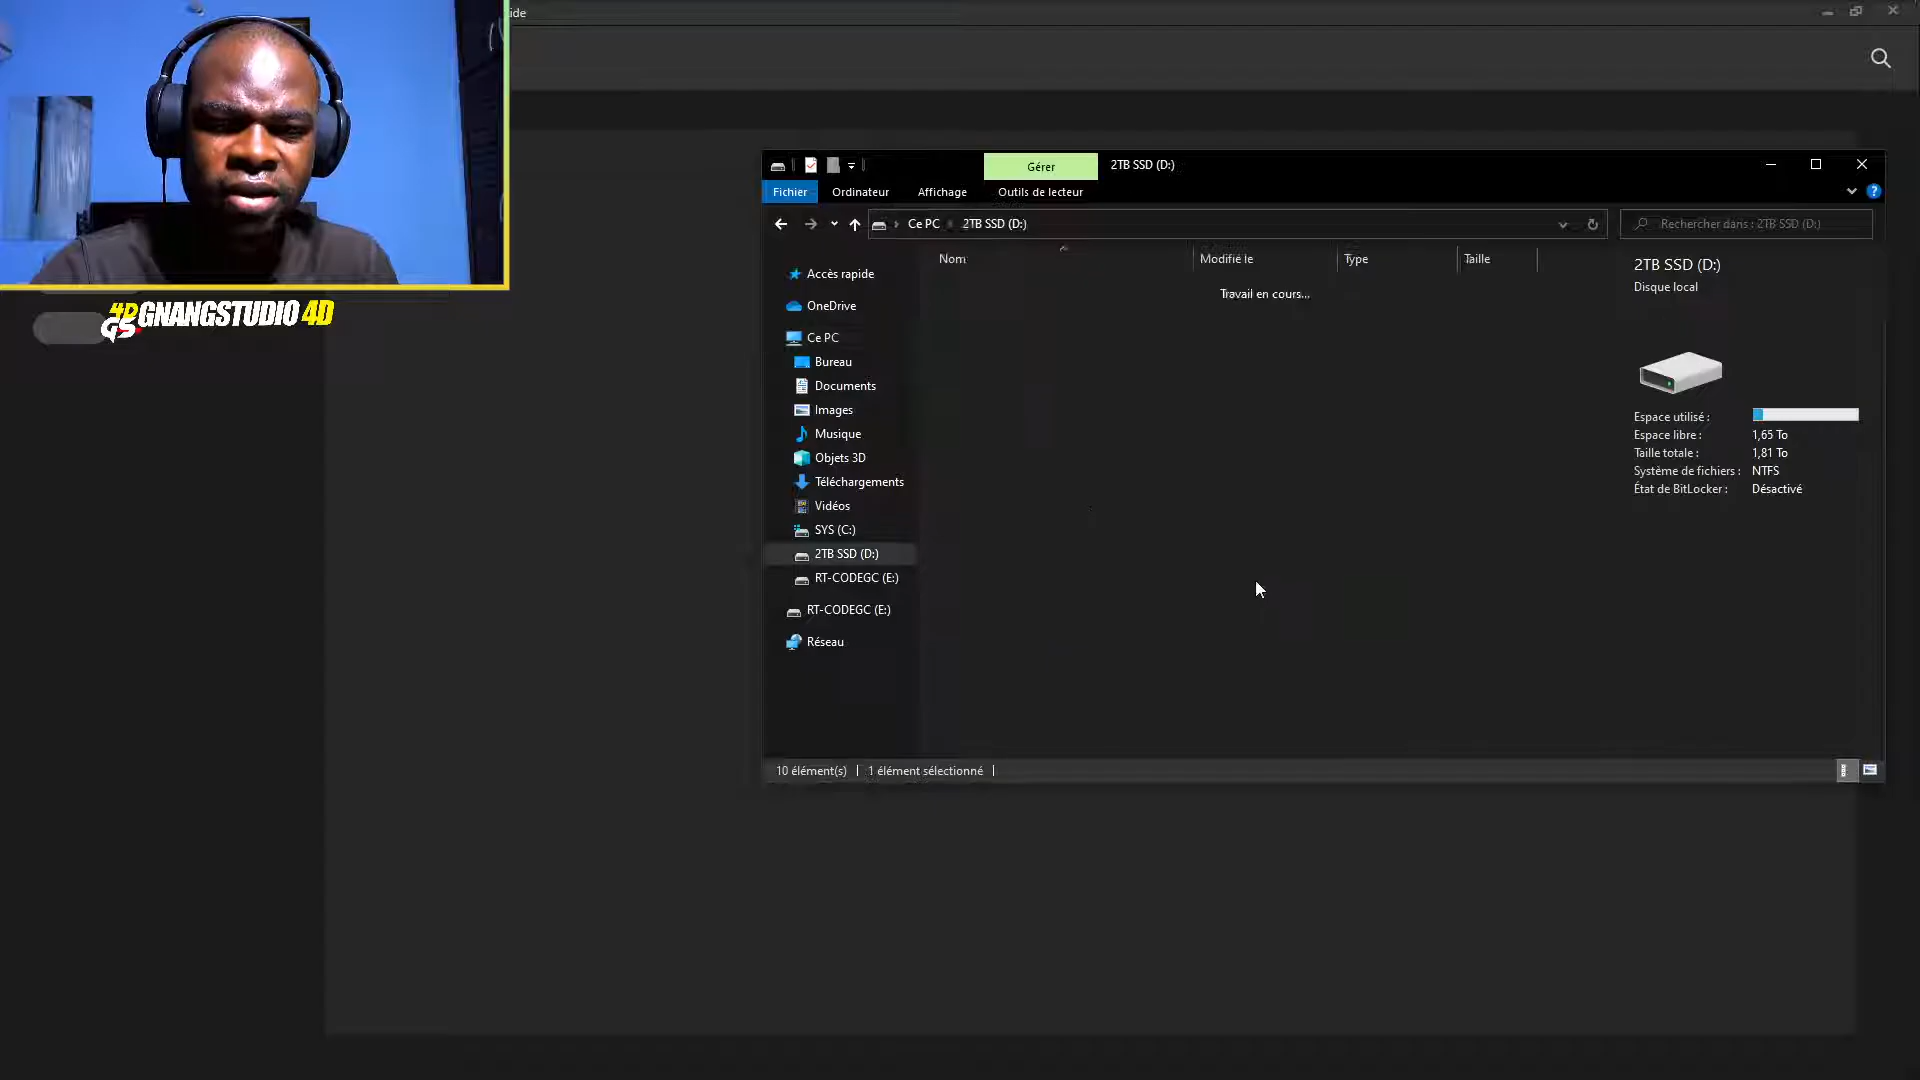 ide
4D
GS
GNANGSTUDIO 4D
Gérer
2TB SSD (D:)
Fichier
Ordinateur
Affichage
Outils de lecteur
Ce PC
2TB SSD (D:)
Rechercher dans : 2TB SSD (D:)
Nom
Modifié le
Type
Taille
Travail en cours...
Accès rapide
OneDrive
Ce PC
Bureau
Documents
Images
Musique
Objets 3D
Téléchargements
Vidéos
SYS (C:)
2TB SSD (D:)
RT-CODEGC (E:)
RT-CODEGC (E:)
Réseau
2TB SSD (D:)
Disque local
Espace utilisé :
Espace libre : 1,65 To
Taille totale : 1,81 To
Système de fichiers : NTFS
État de BitLocker : Désactivé
10 élément(s)
1 élément sélectionné